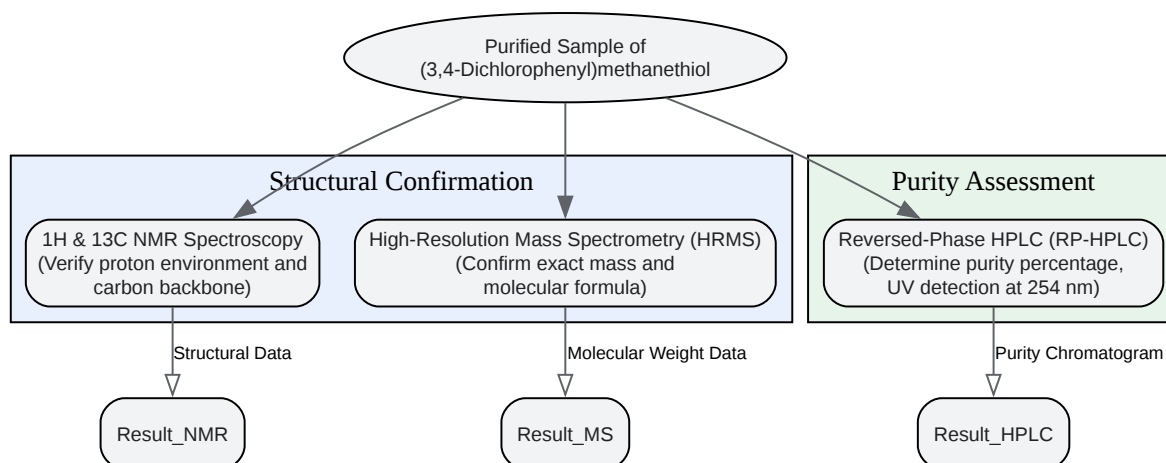 Purified Sample of
(3,4-Dichlorophenyl)methanethiol
Structural Confirmation
Purity Assessment
1H & 13C NMR Spectroscopy
(Verify proton environment and
carbon backbone)
High-Resolution Mass Spectrometry (HRMS)
(Confirm exact mass and
molecular formula)
Reversed-Phase HPLC (RP-HPLC)
(Determine purity percentage,
UV detection at 254 nm)
Structural Data
Molecular Weight Data
Purity Chromatogram
Result_NMR
Result_MS
Result_HPLC